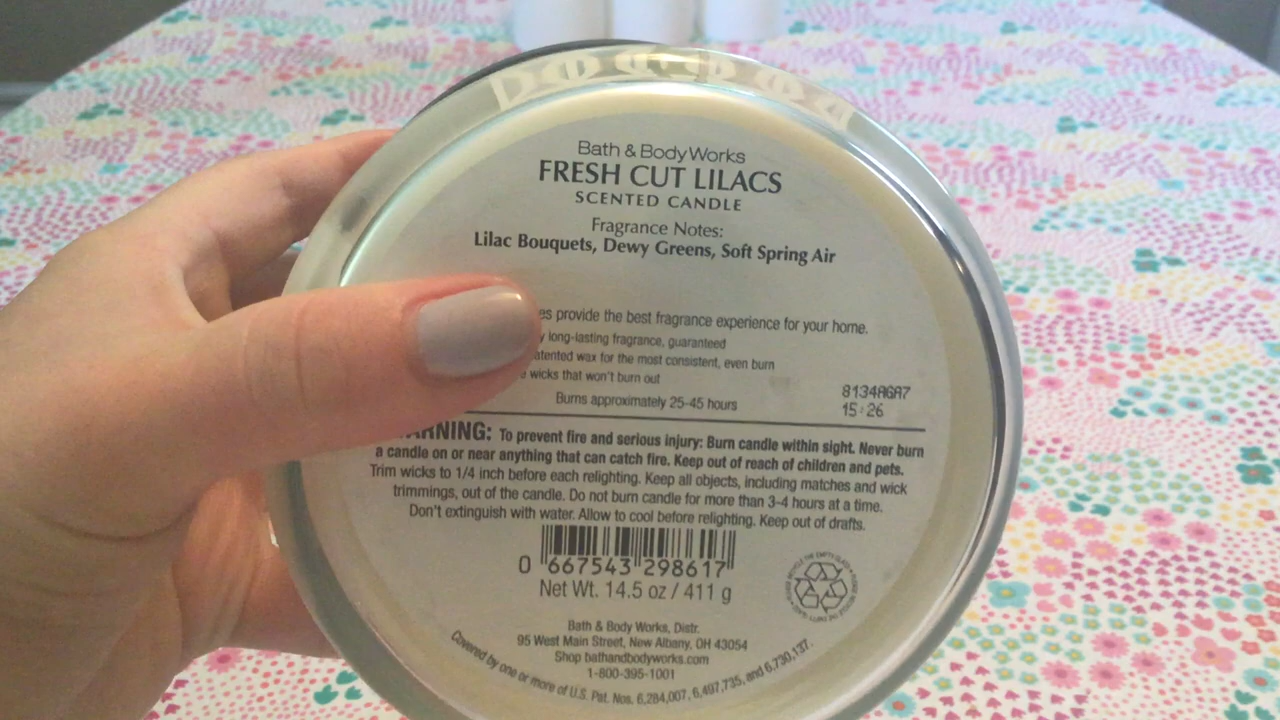 Bath & Body Works
FRESH CUT LILACS
SCENTED CANDLE
Fragrance Notes:
Lilac Bouquets, Dewy Greens, Soft Spring Air
provide the best fragrance experience for your home.
long-lasting fragrance, guaranteed
wax for the most consistent, even burn
wicks that won't burn out
Burns approximately 25-45 hours
8134AGA7
15:26
WARNING: To prevent fire and serious injury: Burn candle within sight. Never burn
a candle on or near anything that can catch fire. Keep out of reach of children and pets.
Trim wicks to 1/4 inch before each relighting. Keep all objects, including matches and wick
trimmings, out of the candle. Do not burn candle for more than 3-4 hours at a time.
Don't extinguish with water. Allow to cool before relighting. Keep out of drafts.
0 667543 298617
Net Wt. 14.5 oz / 411 g
Bath & Body Works, Distr.
95 West Main Street, New Albany, OH 43054
Shop bathandbodyworks.com
1-800-395-1001
Covered by one or more of U.S. Pat. Nos. 6,284,007, 6,497,735, and 6,730,137.